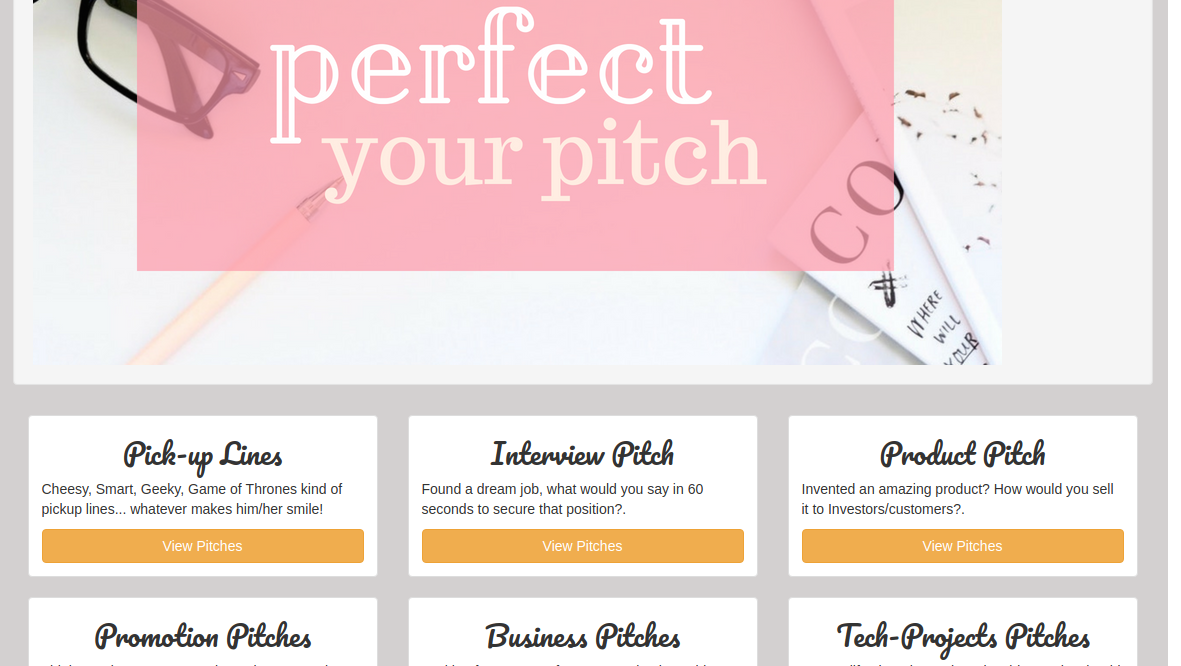 perfect
your pitch
CO
#
WHERE
WILL
YOUR
CO
Pick-up Lines
Cheesy, Smart, Geeky, Game of Thrones kind of
pickup lines... whatever makes him/her smile!
View Pitches
Interview Pitch
Found a dream job, what would you say in 60
seconds to secure that position?.
View Pitches
Product Pitch
Invented an amazing product? How would you sell
it to Investors/customers?.
View Pitches
Promotion Pitches
Business Pitches
Tech-Projects Pitches